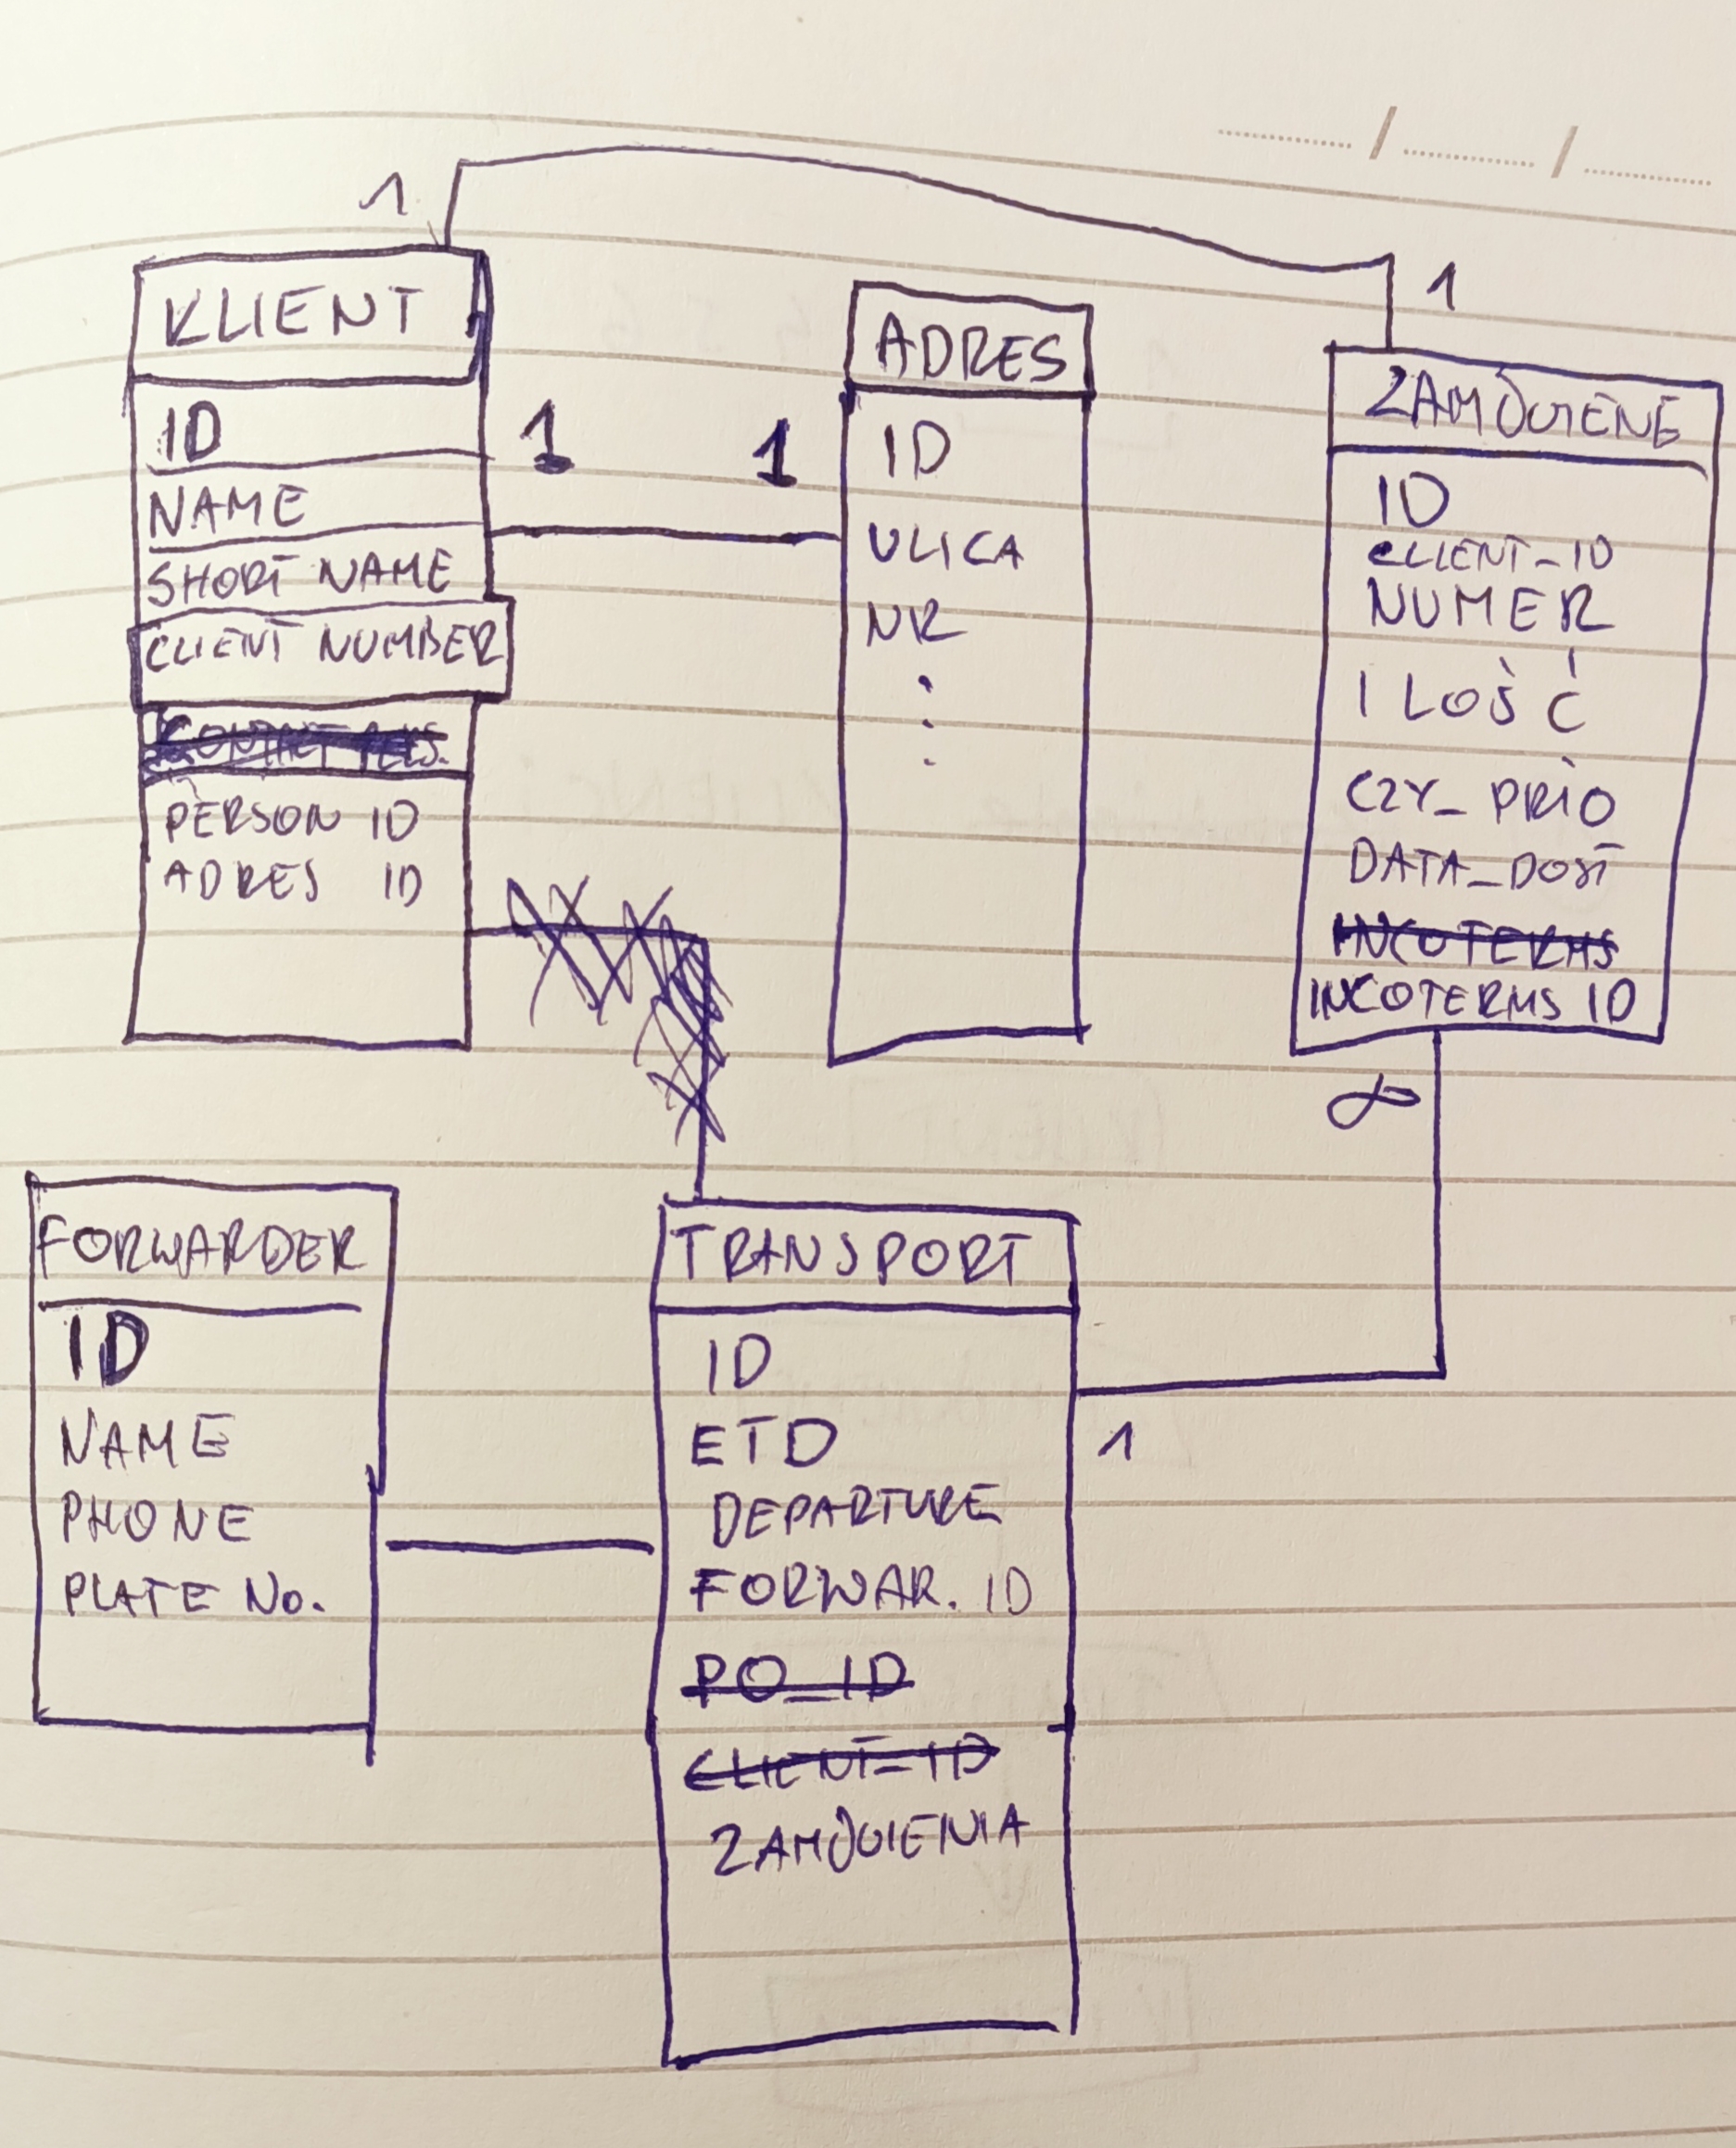 1
KLIENT
ID
NAME
SHORT NAME
CLIENT NUMBER
PERSON ID
ADRES ID
1 1
ADRES
ID
ULICA
NR
1
ZAMÓWIENIE
ID
CLIENT_ID
NUMER
ILOŚĆ
CZY_PRIO
DATA_DOST
INCOTERMS
INCOTERMS ID
∞
FORWARDER
ID
NAME
PHONE
PLATE No.
TRANSPORT
ID
ETD
DEPARTURE
FORWAR. ID
PO_ID
CLIENT_ID
ZAMÓWIENIA
1